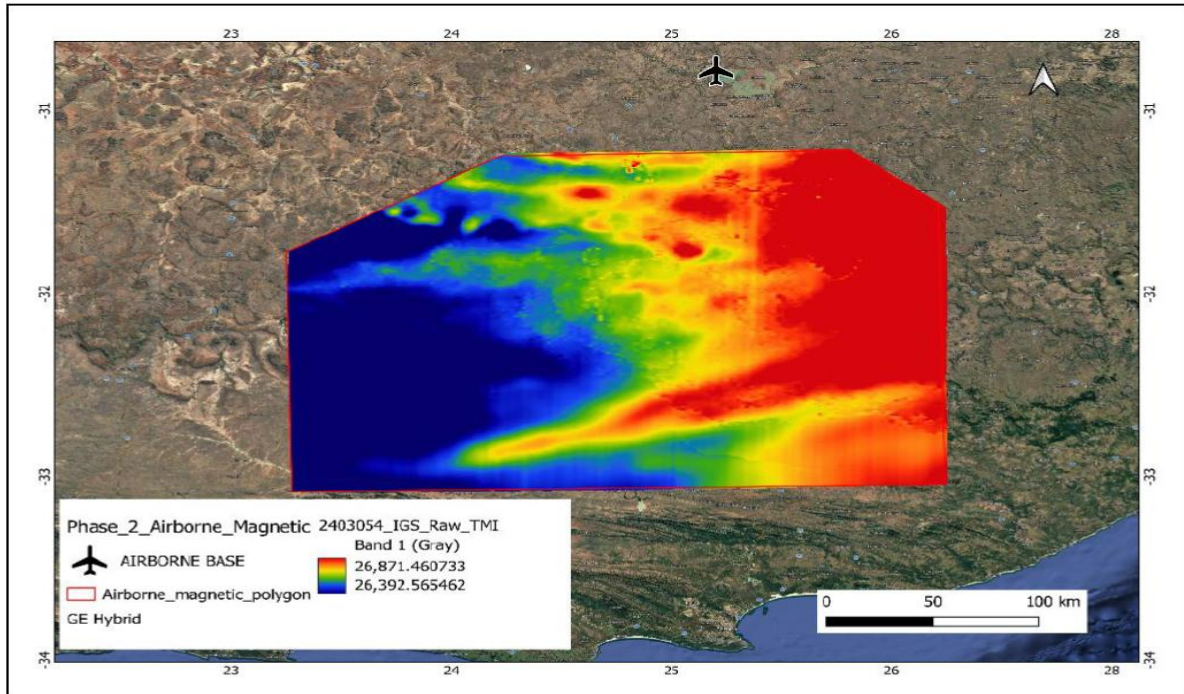 23 24 25 26 27 28
-31 -31
-32 -32
-33 -33
Phase_2_Airborne_Magnetic 2403054_IGS_Raw_TMI
Band 1 (Gray)
AIRBORNE BASE
26,871.460733
26,392.565462
Airborne_magnetic_polygon
GE Hybrid
0 50 100 km
-34 -34
23 24 25 26 27 28